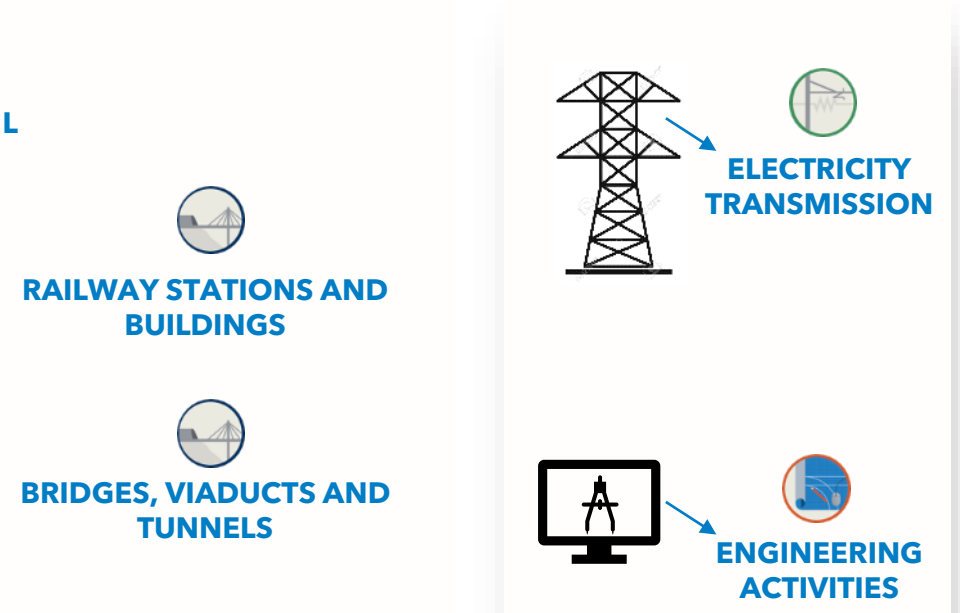 L
RAILWAY STATIONS AND
BUILDINGS
BRIDGES, VIADUCTS AND
TUNNELS
ELECTRICITY
TRANSMISSION
ENGINEERING
ACTIVITIES